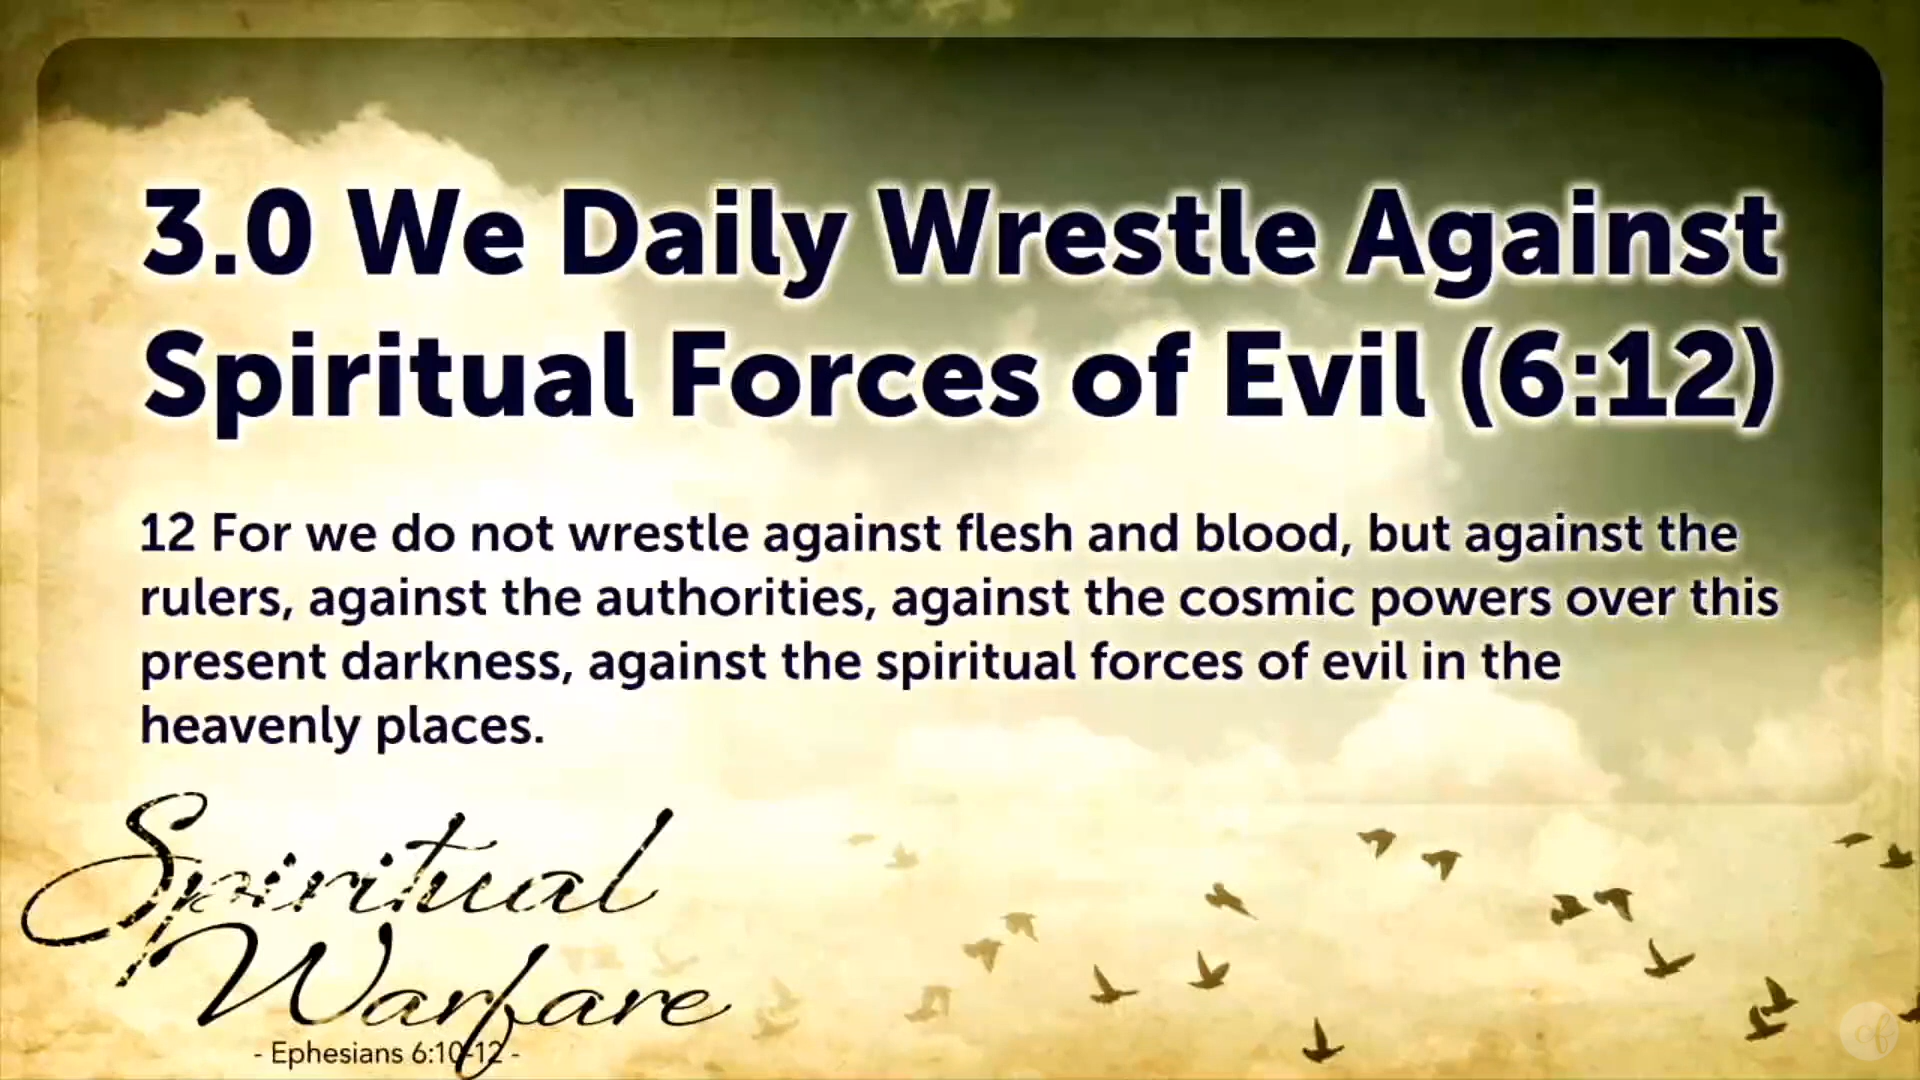 3.0 We Daily Wrestle Against
Spiritual Forces of Evil (6:12)
12 For we do not wrestle against flesh and blood, but against the
rulers, against the authorities, against the cosmic powers over this
present darkness, against the spiritual forces of evil in the
heavenly places.
Spiritual
Warfare
- Ephesians 6:10-12 -
cf